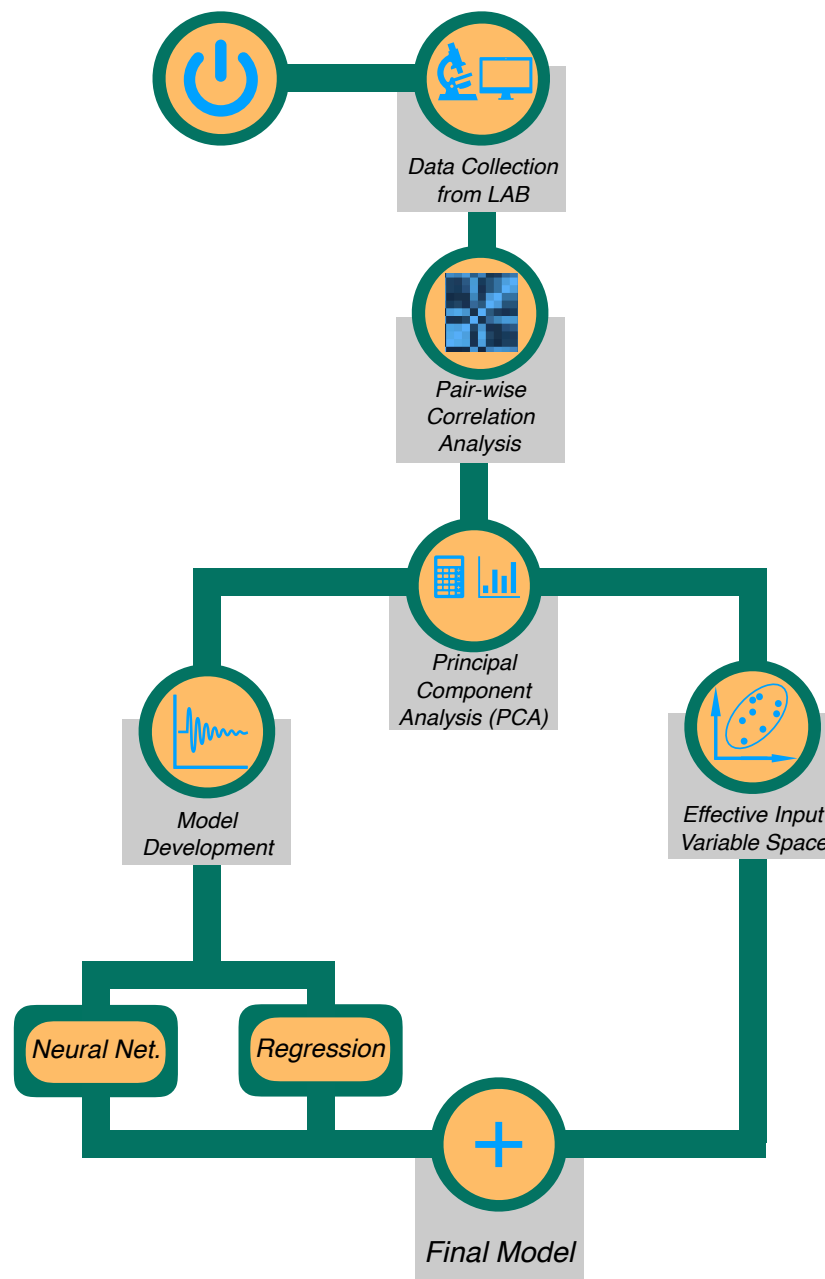 Data Collection
from LAB
Pair-wise
Correlation
Analysis
Principal
Component
Analysis (PCA)
Model
Development
Effective Input
Variable Space
Neural Net.
Regression
Final Model